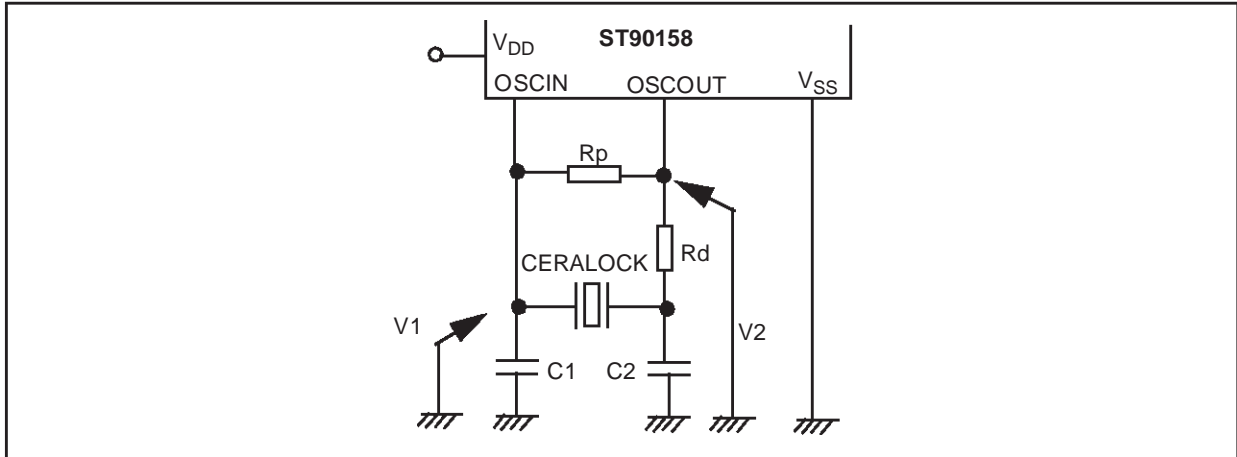 ST90158
VDD
OSCIN
OSCOUT
VSS
Rp
Rd
CERALOCK
V1
V2
C1
C2